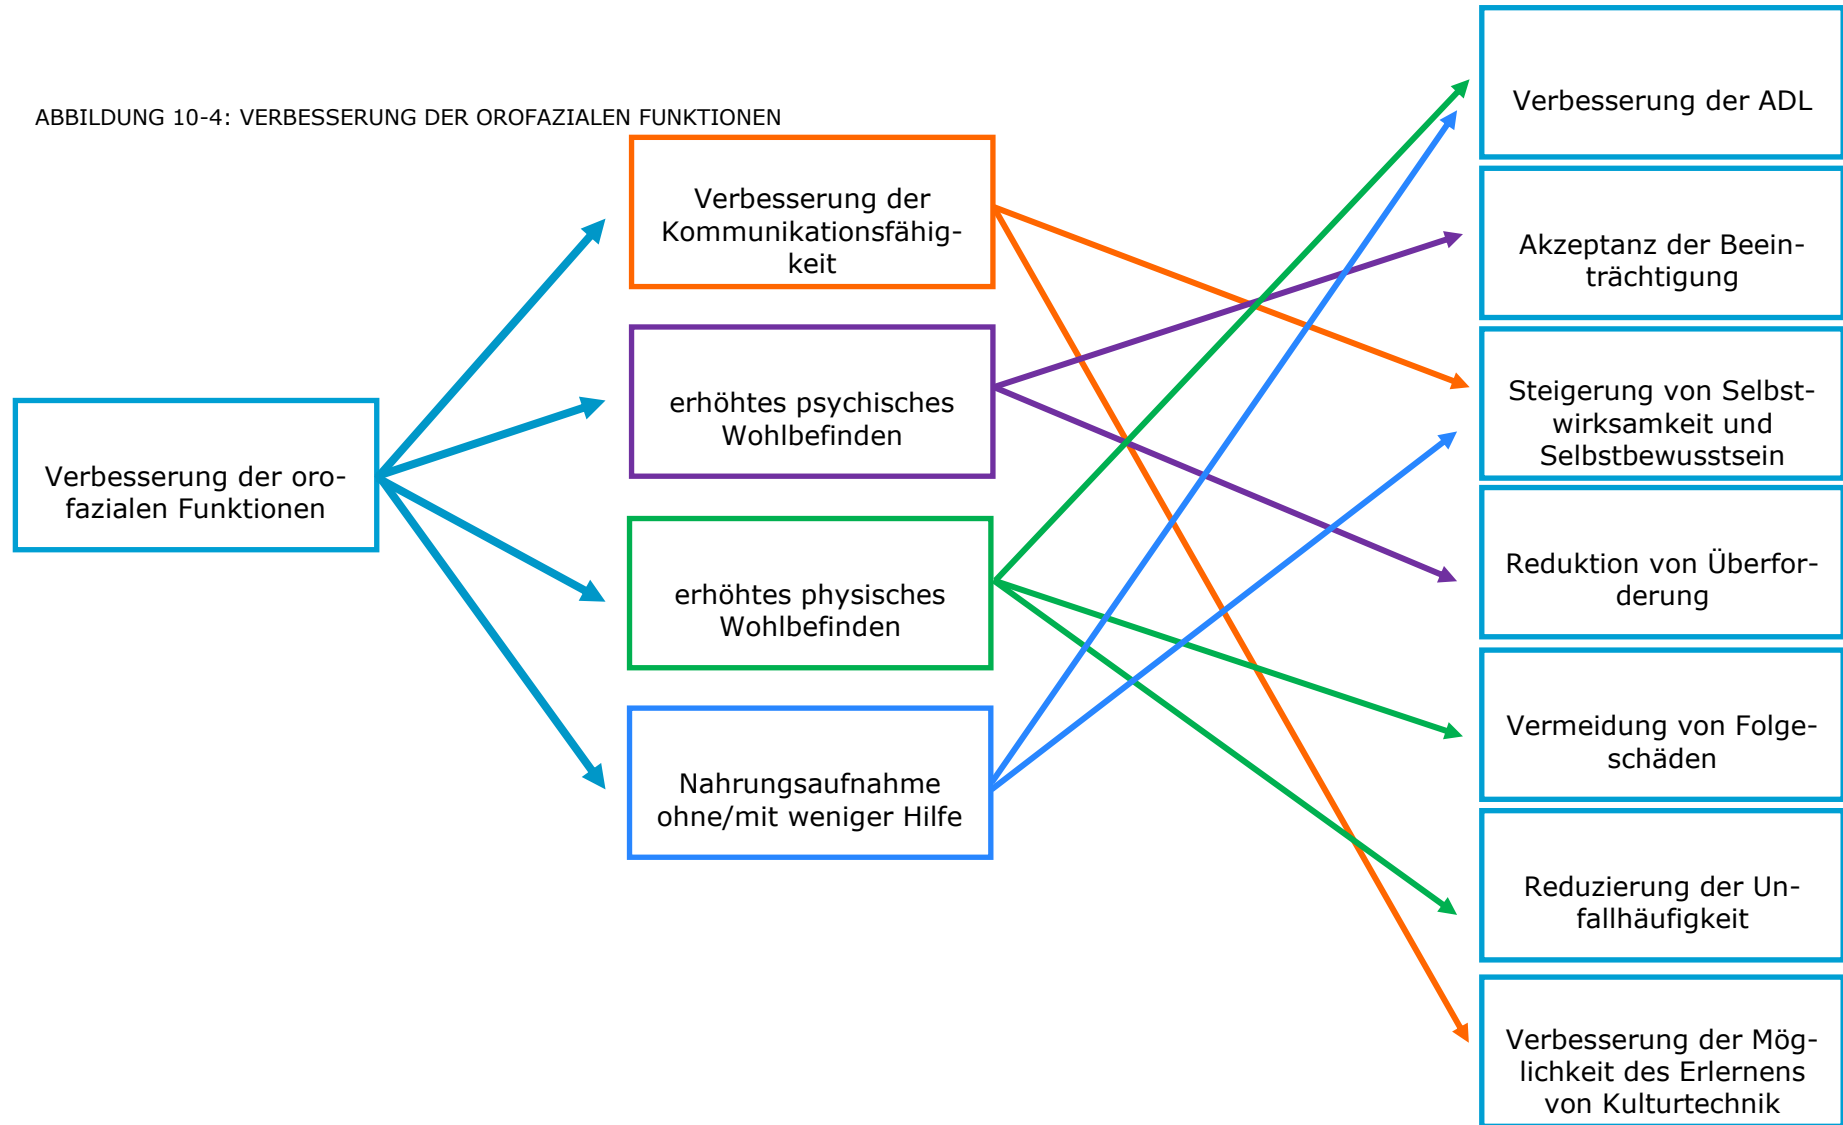 ABBILDUNG 10-4: VERBESSERUNG DER OROFAZIALEN FUNKTIONEN
Verbesserung der oro-
fazialen Funktionen
Verbesserung der
Kommunikationsfähig-
keit
erhöhtes psychisches
Wohlbefinden
erhöhtes physisches
Wohlbefinden
Nahrungsaufnahme
ohne/mit weniger Hilfe
Verbesserung der ADL
Akzeptanz der Beein-
trächtigung
Steigerung von Selbst-
wirksamkeit und
Selbstbewusstsein
Reduktion von Überfor-
derung
Vermeidung von Folge-
schäden
Reduzierung der Un-
fallhäufigkeit
Verbesserung der Mög-
lichkeit des Erlernens
von Kulturtechnik